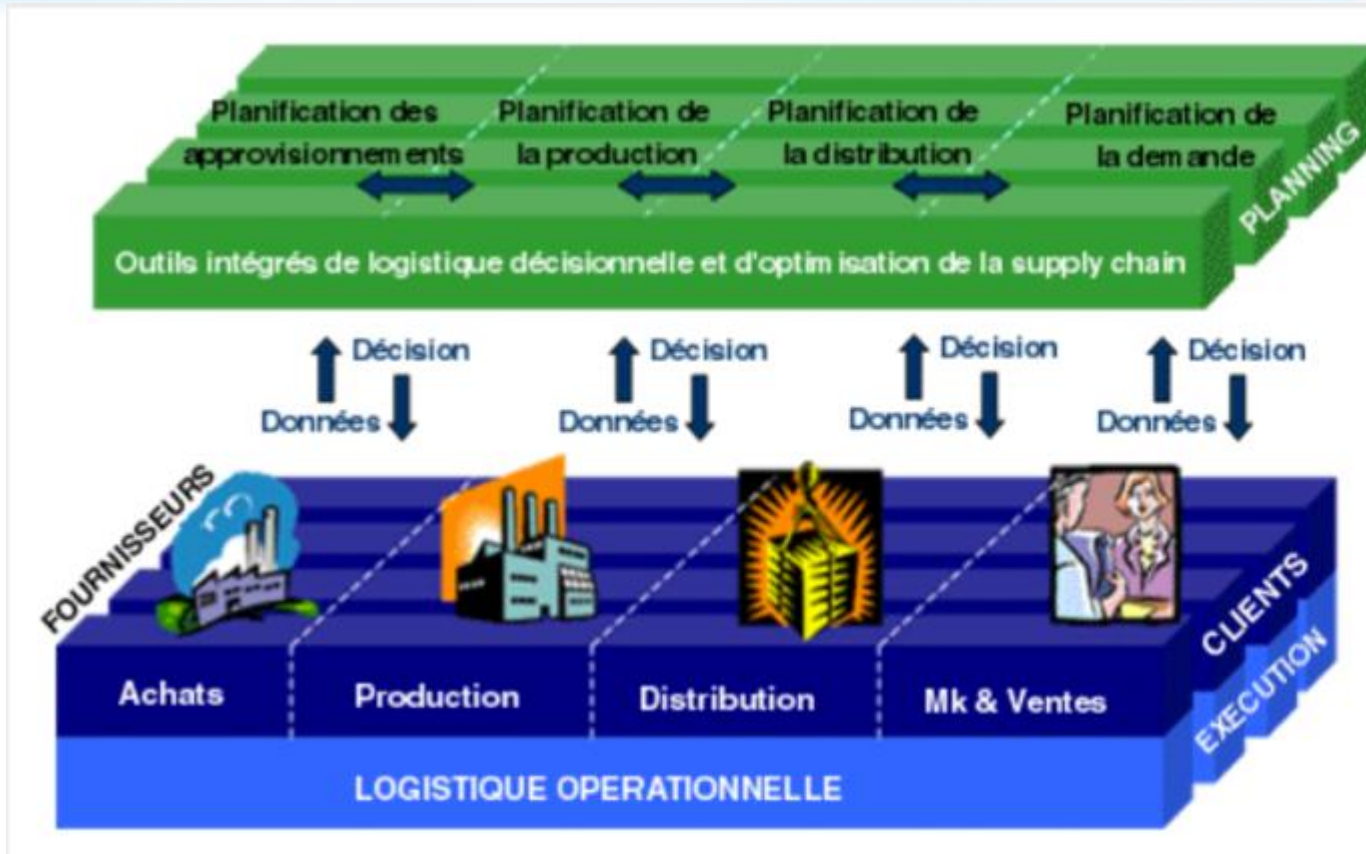 Planification des
approvisionnements
Planification de
la production
Planification de
la distribution
Planification de
la demande
PLANNING
Outils intégrés de logistique décisionnelle et d'optimisation de la supply chain
Décision
Données
Décision
Données
Décision
Données
Décision
Données
FOURNISSEURS
CLIENTS
EXECUTION
Achats
Production
Distribution
Mk & Ventes
LOGISTIQUE OPERATIONNELLE